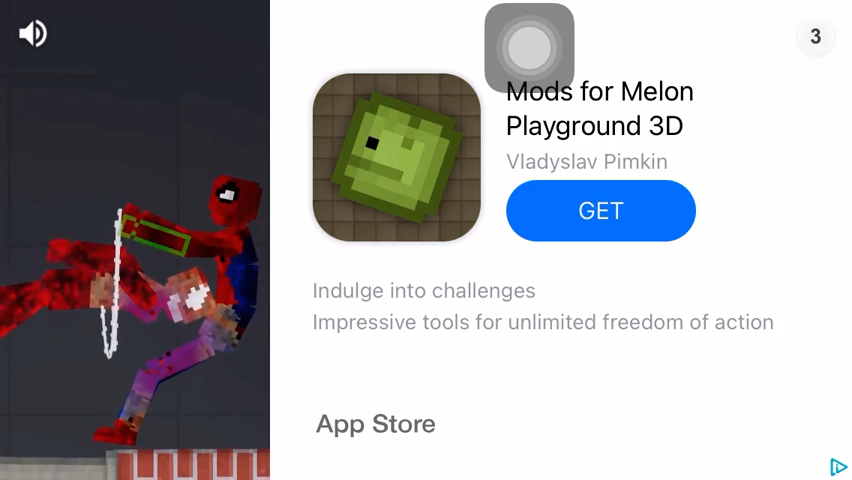 3
Mods for Melon
Playground 3D
Vladyslav Pimkin
GET
Indulge into challenges
Impressive tools for unlimited freedom of action
App Store